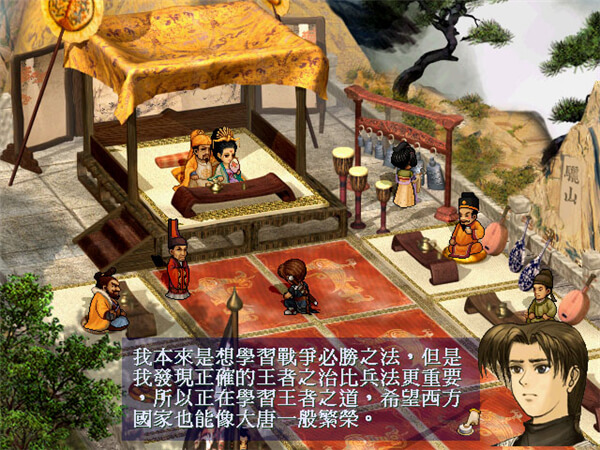 驪山
我本來是想學習戰爭必勝之法，但是
我發現正確的王者之治比兵法更重要
，所以正在學習王者之道，希望西方
國家也能像大唐一般繁榮。